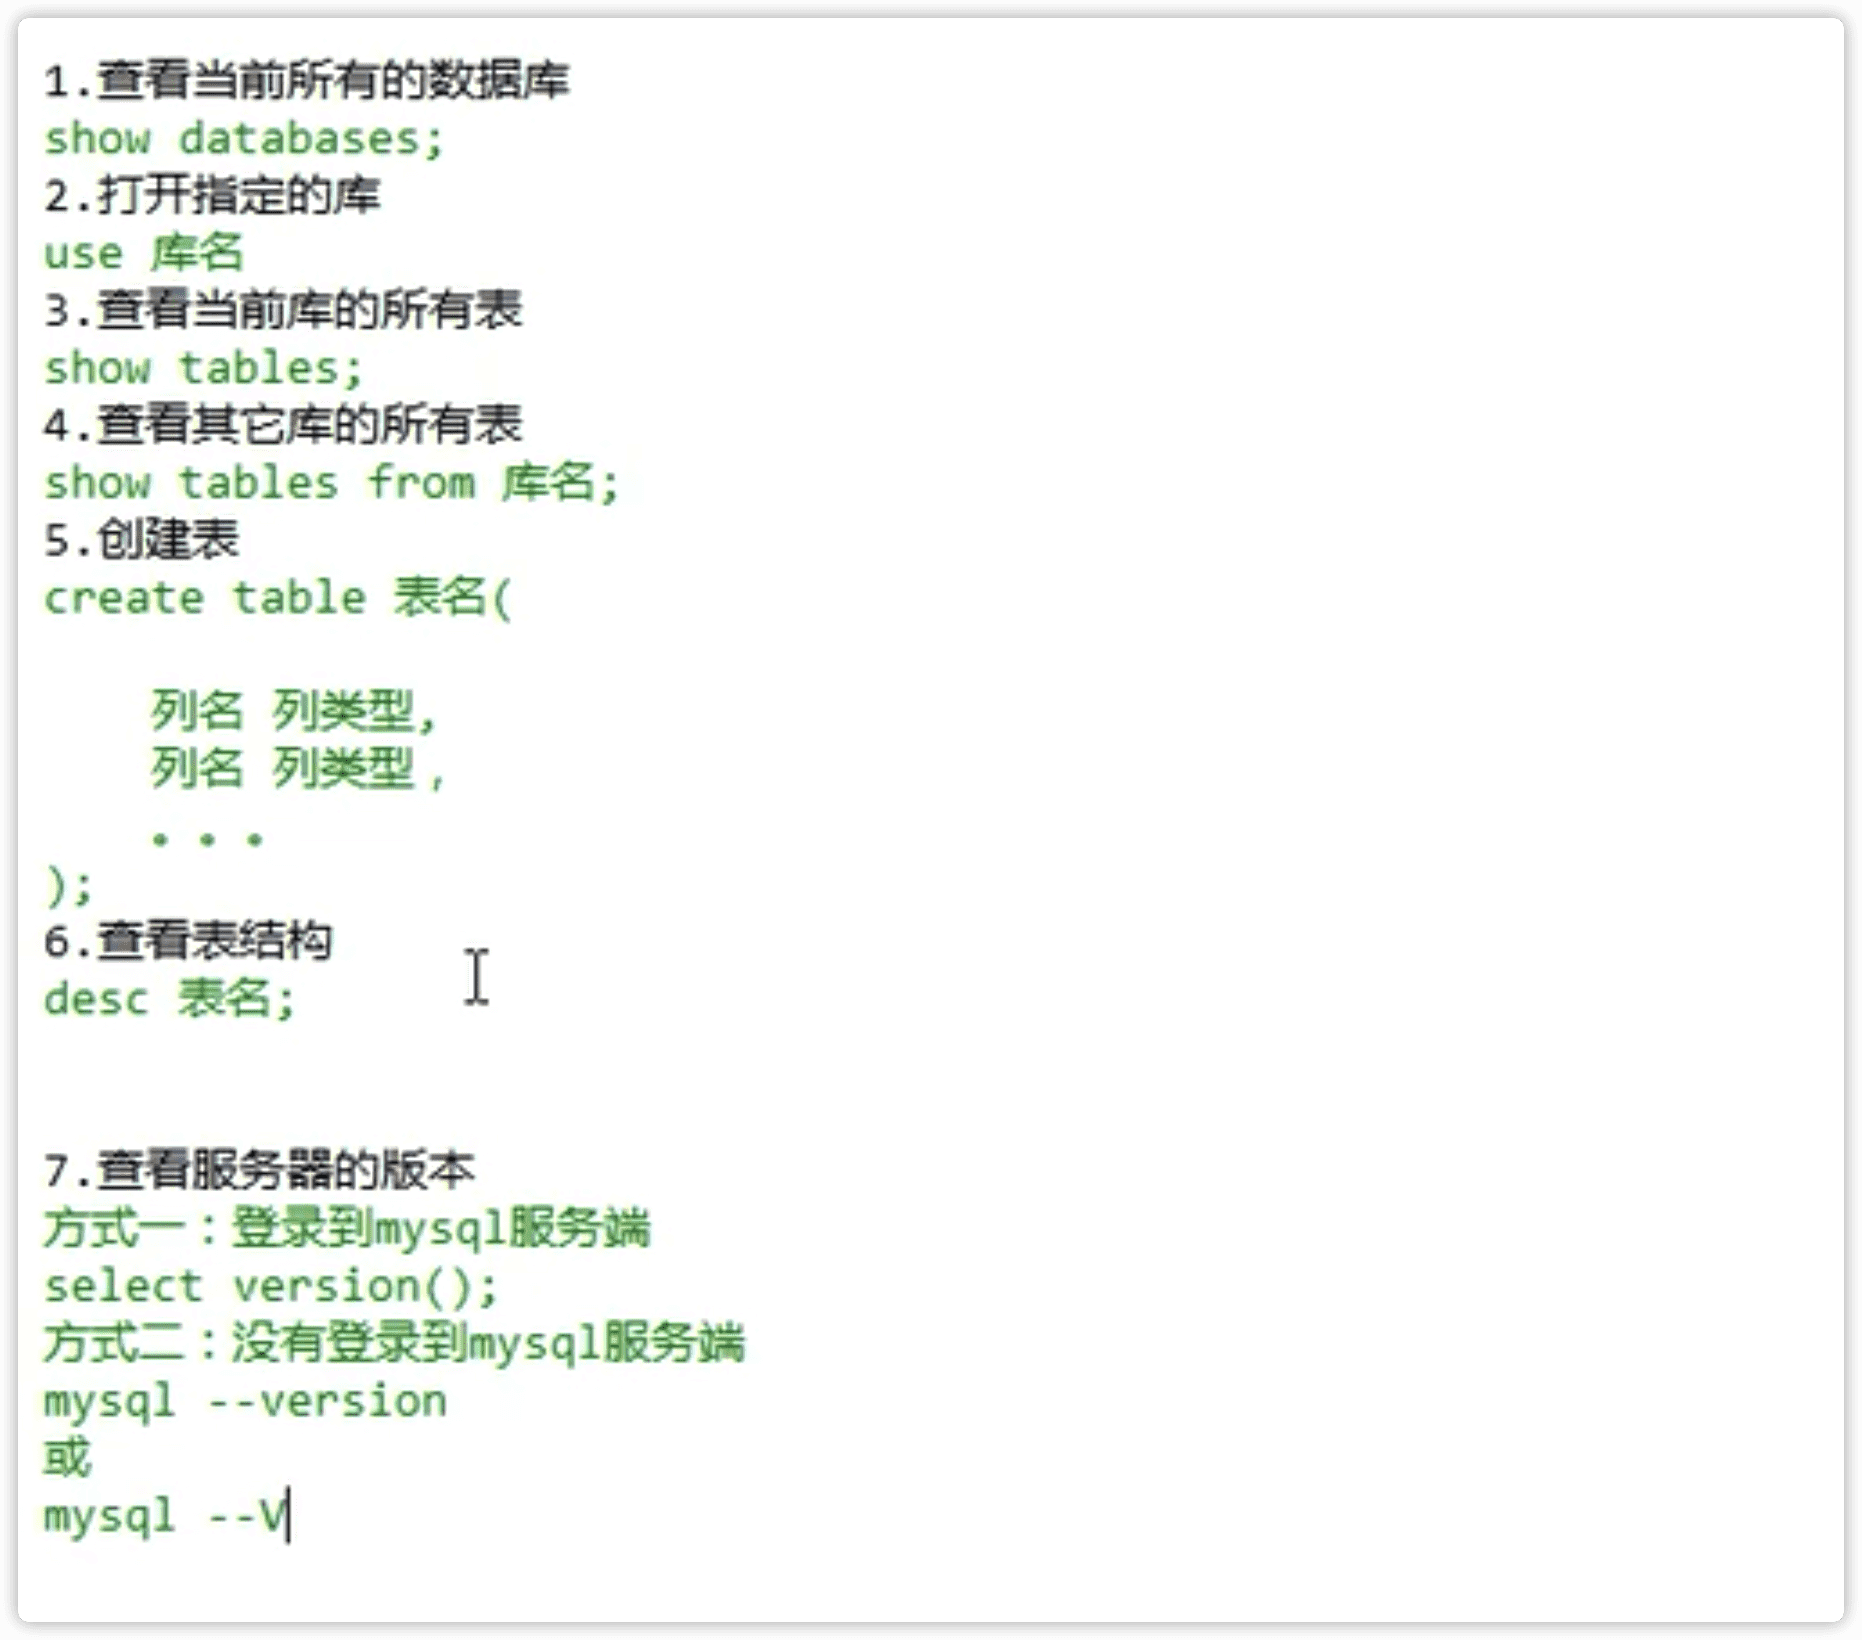 1.查看当前所有的数据库
show databases;
2.打开指定的库
use 库名
3.查看当前库的所有表
show tables;
4.查看其它库的所有表
show tables from 库名;
5.创建表
create table 表名(
列名 列类型,
列名 列类型，
。。。
);
6.查看表结构
desc 表名;
7.查看服务器的版本
方式一：登录到mysql服务端
select version();
方式二：没有登录到mysql服务端
mysql --version
或
mysql --V